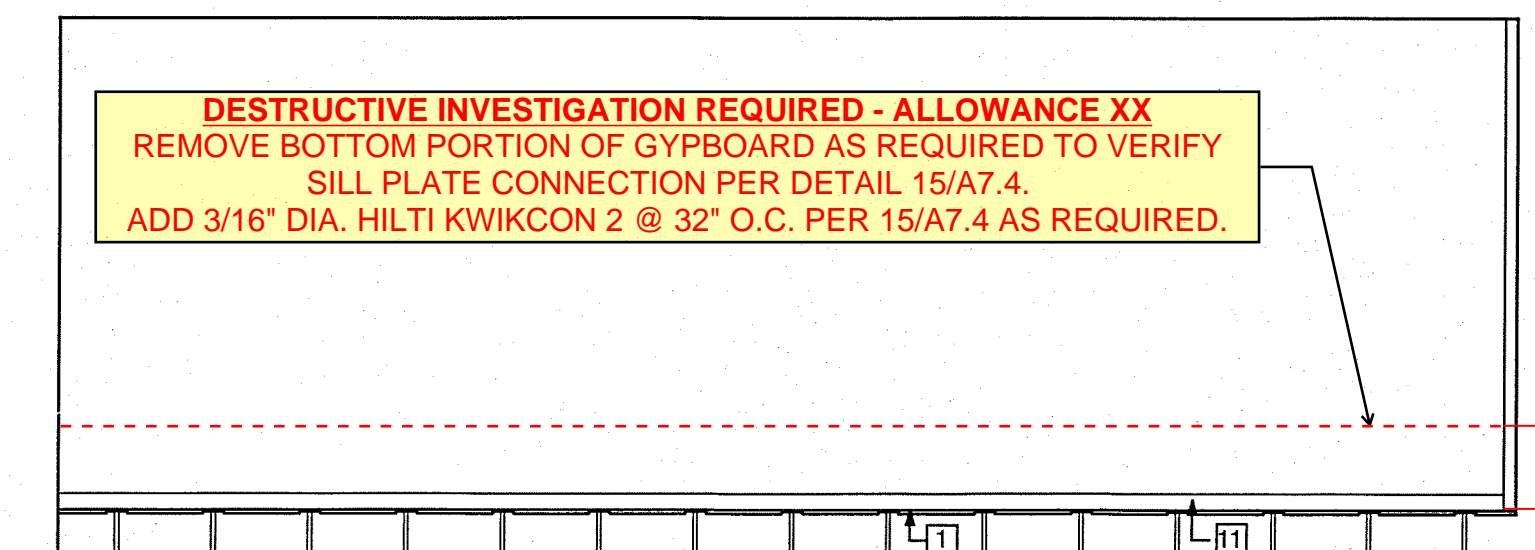 DESTRUCTIVE INVESTIGATION REQUIRED - ALLOWANCE XX
REMOVE BOTTOM PORTION OF GYPBOARD AS REQUIRED TO VERIFY
SILL PLATE CONNECTION PER DETAIL 15/A7.4.
ADD 3/16" DIA. HILTI KWIKCON 2 @ 32" O.C. PER 15/A7.4 AS REQUIRED.
1 11